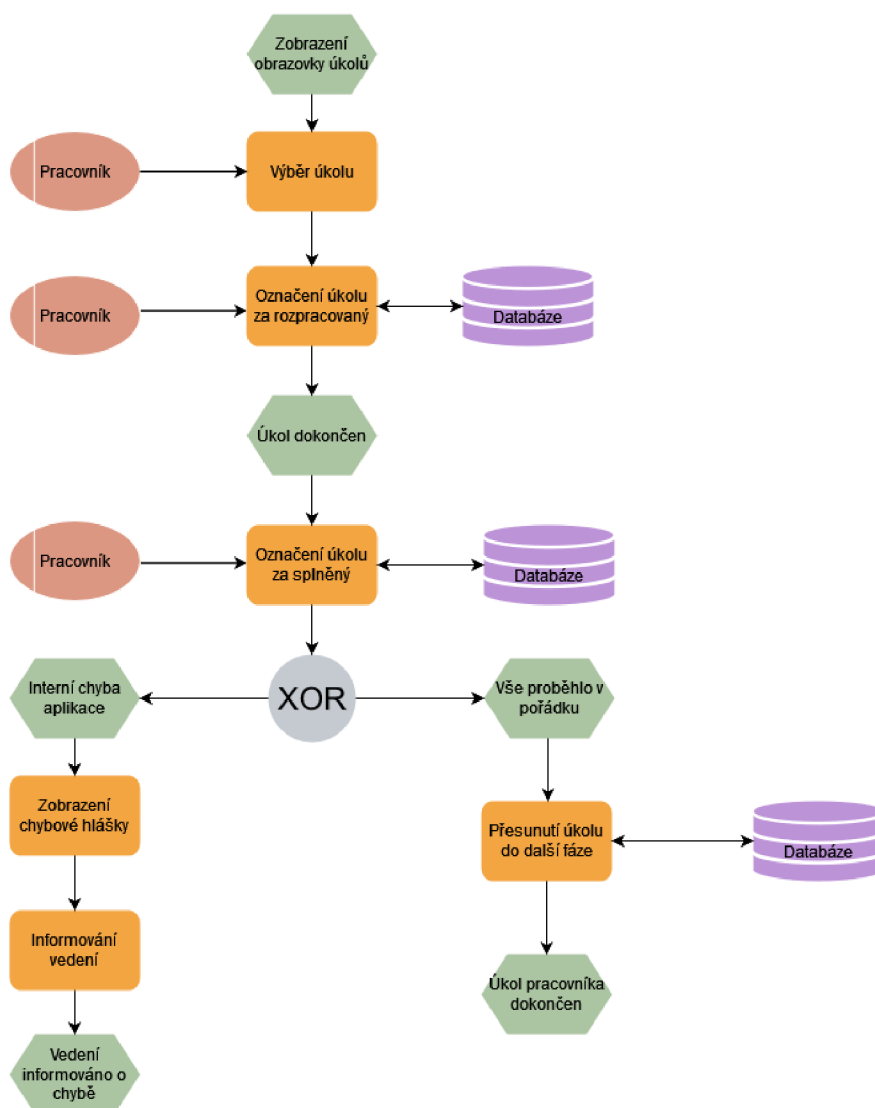 Zobrazení
obrazovky úkolů
Pracovník
Výběr úkolu
Pracovník
Označení úkolu
za rozpracovaný
Databáze
Úkol dokončen
Pracovník
Označení úkolu
za splněný
Databáze
Interní chyba
aplikace
XOR
Vše proběhlo v
pořádku
Zobrazení
chybové hlášky
Přesunutí úkolu
do další fáze
Databáze
Informování
vedení
Úkol pracovníka
dokončen
Vedení
informováno o
chybě